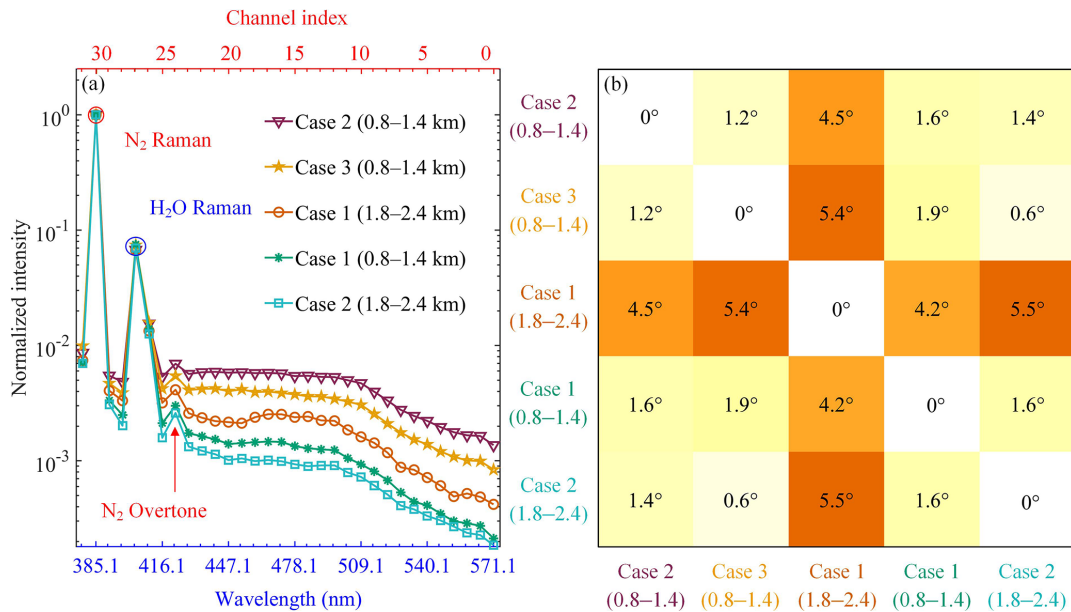 Channel index
30 25 20 15 10 5 0
(a)
10⁰
10⁻¹
10⁻²
10⁻³
Normalized intensity
N₂ Raman
H₂O Raman
N₂ Overtone
Case 2 (0.8–1.4 km)
Case 3 (0.8–1.4 km)
Case 1 (1.8–2.4 km)
Case 1 (0.8–1.4 km)
Case 2 (1.8–2.4 km)
385.1 416.1 447.1 478.1 509.1 540.1 571.1
Wavelength (nm)
(b)
Case 2
(0.8–1.4)
0° 1.2° 4.5° 1.6° 1.4°
Case 3
(0.8–1.4)
1.2° 0° 5.4° 1.9° 0.6°
Case 1
(1.8–2.4)
4.5° 5.4° 0° 4.2° 5.5°
Case 1
(0.8–1.4)
1.6° 1.9° 4.2° 0° 1.6°
Case 2
(1.8–2.4)
1.4° 0.6° 5.5° 1.6° 0°
Case 2 Case 3 Case 1 Case 1 Case 2
(0.8–1.4) (0.8–1.4) (1.8–2.4) (0.8–1.4) (1.8–2.4)